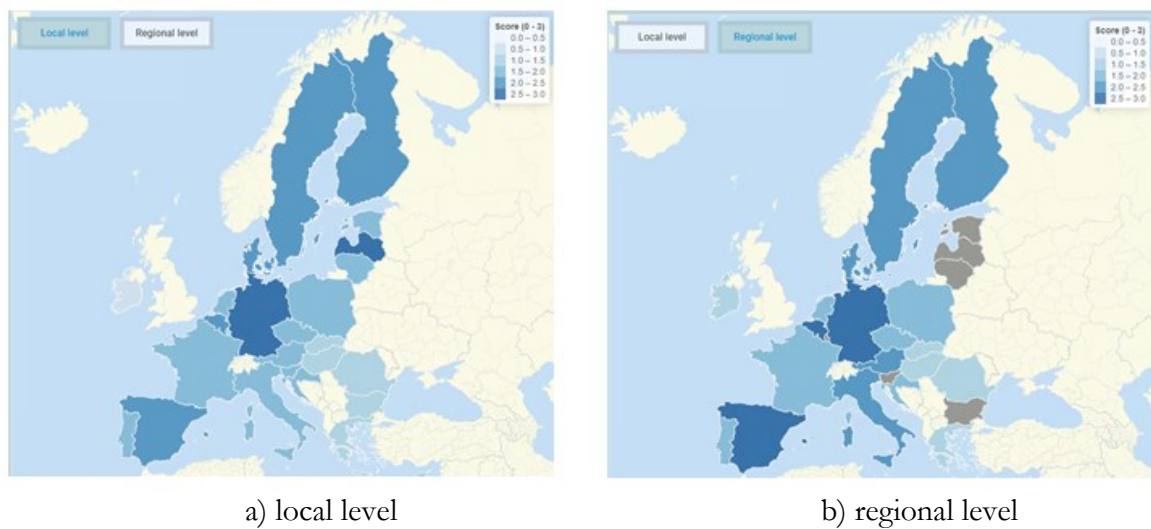 Local level
Regional level
Score (0 - 3)
0.0 – 0.5
0.5 – 1.0
1.0 – 1.5
1.5 – 2.0
2.0 – 2.5
2.5 – 3.0
Local level
Regional level
Score (0 - 3)
0.0 – 0.5
0.5 – 1.0
1.0 – 1.5
1.5 – 2.0
2.0 – 2.5
2.5 – 3.0
a) local level
b) regional level